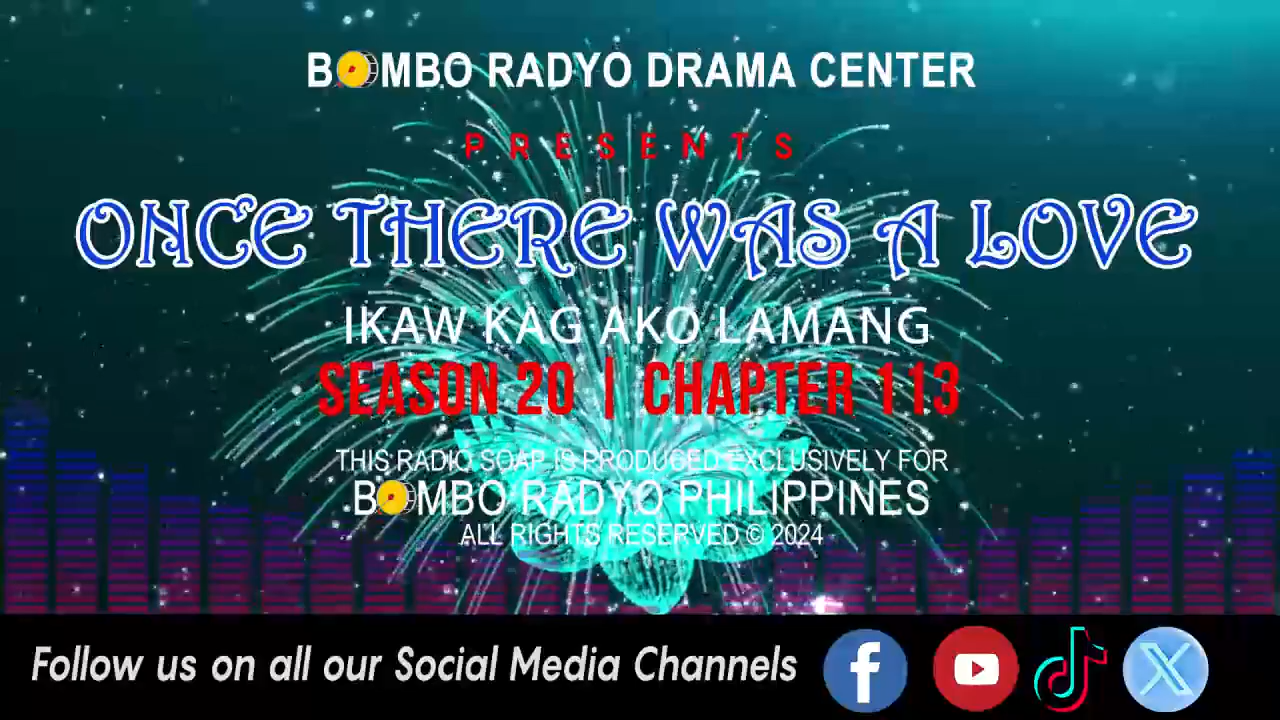 BOMBO RADYO DRAMA CENTER
PRESENTS
ONCE THERE WAS A LOVE
IKAW KAG AKO LAMANG
SEASON 20 | CHAPTER 113
THIS RADIO SOAP IS PRODUCED EXCLUSIVELY FOR
BOMBO RADYO PHILIPPINES
ALL RIGHTS RESERVED © 2024
Follow us on all our Social Media Channels